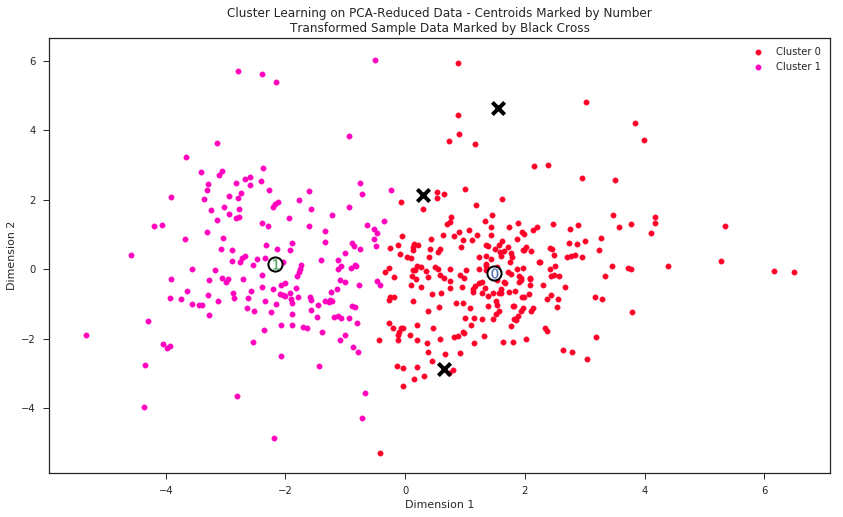 Cluster Learning on PCA-Reduced Data - Centroids Marked by Number
Transformed Sample Data Marked by Black Cross
Cluster 0
Cluster 1
6
4
2
0
−2
−4
Dimension 2
1
0
−4
−2
0
2
4
6
Dimension 1